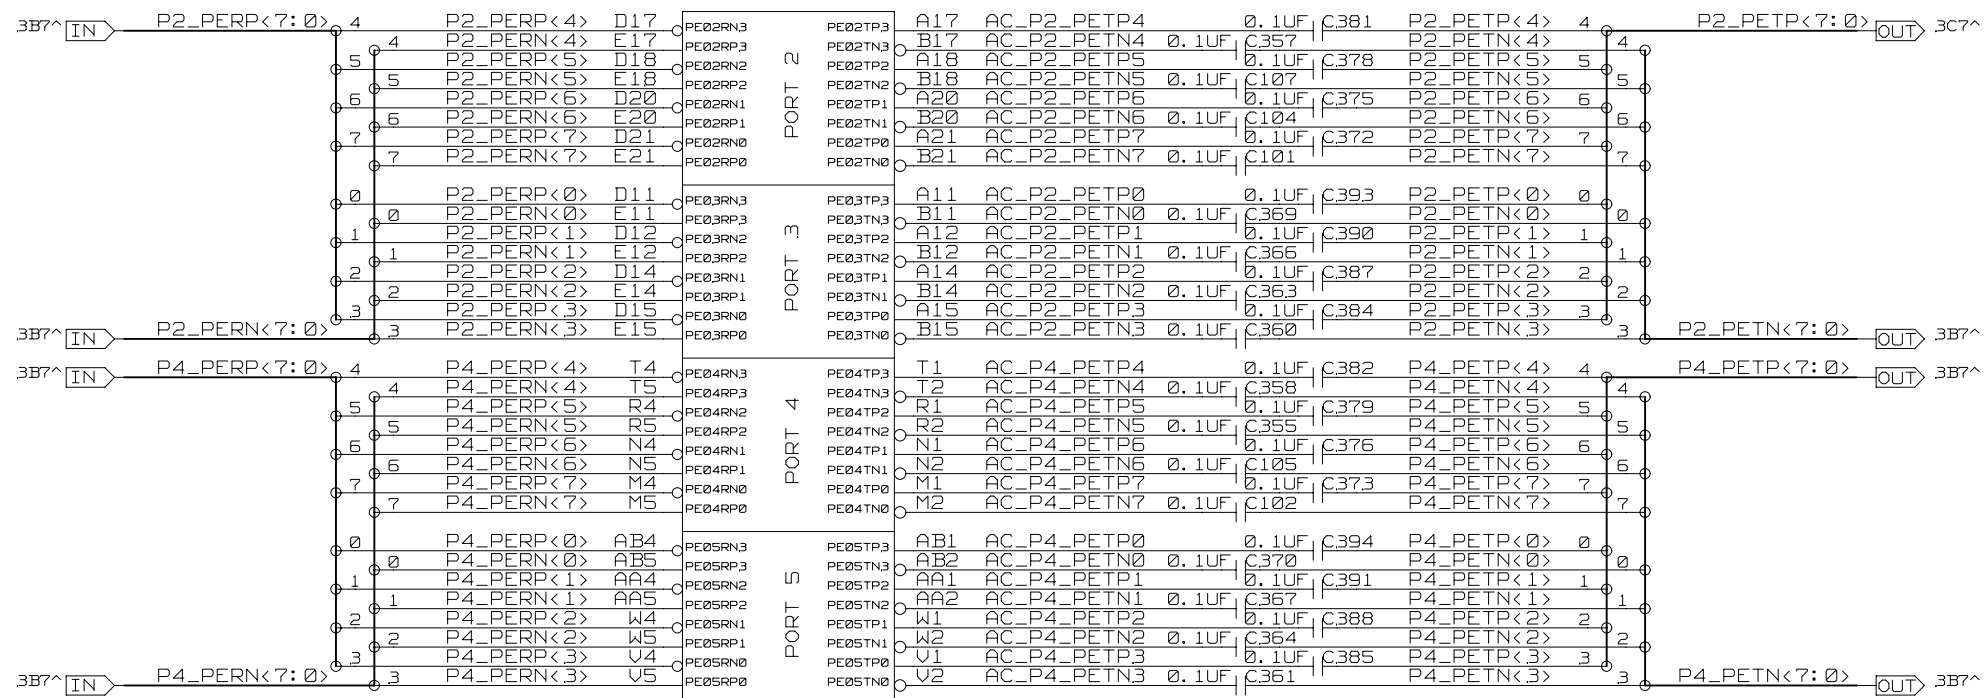 .3B7^ IN P2_PERP<7:0> 4 P2_PERP<4> D17 PE02RN3 PE02TP3 A17 AC_P2_PETP4 0.1UF C381 P2_PETP<4> 4 P2_PETP<7:0> OUT .3C7^
4 P2_PERN<4> E17 PE02RP3 PE02TN3 B17 AC_P2_PETN4 0.1UF C357 P2_PETN<4> 4
5 P2_PERP<5> D18 PE02RN2 PE02TP2 A18 AC_P2_PETP5 0.1UF C378 P2_PETP<5> 5
5 P2_PERN<5> E18 PE02RP2 PE02TN2 B18 AC_P2_PETN5 0.1UF C107 P2_PETN<5> 5
PORT 2
6 P2_PERP<6> D20 PE02RN1 PE02TP1 A20 AC_P2_PETP6 0.1UF C375 P2_PETP<6> 6
6 P2_PERN<6> E20 PE02RP1 PE02TN1 B20 AC_P2_PETN6 0.1UF C104 P2_PETN<6> 6
7 P2_PERP<7> D21 PE02RN0 PE02TP0 A21 AC_P2_PETP7 0.1UF C372 P2_PETP<7> 7
7 P2_PERN<7> E21 PE02RP0 PE02TN0 B21 AC_P2_PETN7 0.1UF C101 P2_PETN<7> 7
0 P2_PERP<0> D11 PE03RN3 PE03TP3 A11 AC_P2_PETP0 0.1UF C393 P2_PETP<0> 0
0 P2_PERN<0> E11 PE03RP3 PE03TN3 B11 AC_P2_PETN0 0.1UF C369 P2_PETN<0> 0
1 P2_PERP<1> D12 PE03RN2 PE03TP2 A12 AC_P2_PETP1 0.1UF C390 P2_PETP<1> 1
1 P2_PERN<1> E12 PE03RP2 PE03TN2 B12 AC_P2_PETN1 0.1UF C366 P2_PETN<1> 1
PORT 3
2 P2_PERP<2> D14 PE03RN1 PE03TP1 A14 AC_P2_PETP2 0.1UF C387 P2_PETP<2> 2
2 P2_PERN<2> E14 PE03RP1 PE03TN1 B14 AC_P2_PETN2 0.1UF C363 P2_PETN<2> 2
3 P2_PERP<3> D15 PE03RN0 PE03TP0 A15 AC_P2_PETP3 0.1UF C384 P2_PETP<3> 3
.3B7^ IN P2_PERN<7:0> 3 P2_PERN<3> E15 PE03RP0 PE03TN0 B15 AC_P2_PETN3 0.1UF C360 P2_PETN<3> 3 P2_PETN<7:0> OUT .3B7^
.3B7^ IN P4_PERP<7:0> 4 P4_PERP<4> T4 PE04RN3 PE04TP3 T1 AC_P4_PETP4 0.1UF C382 P4_PETP<4> 4 P4_PETP<7:0> OUT .3B7^
4 P4_PERN<4> T5 PE04RP3 PE04TN3 T2 AC_P4_PETN4 0.1UF C358 P4_PETN<4> 4
5 P4_PERP<5> R4 PE04RN2 PE04TP2 R1 AC_P4_PETP5 0.1UF C379 P4_PETP<5> 5
5 P4_PERN<5> R5 PE04RP2 PE04TN2 R2 AC_P4_PETN5 0.1UF C355 P4_PETN<5> 5
PORT 4
6 P4_PERP<6> N4 PE04RN1 PE04TP1 N1 AC_P4_PETP6 0.1UF C376 P4_PETP<6> 6
6 P4_PERN<6> N5 PE04RP1 PE04TN1 N2 AC_P4_PETN6 0.1UF C105 P4_PETN<6> 6
7 P4_PERP<7> M4 PE04RN0 PE04TP0 M1 AC_P4_PETP7 0.1UF C373 P4_PETP<7> 7
7 P4_PERN<7> M5 PE04RP0 PE04TN0 M2 AC_P4_PETN7 0.1UF C102 P4_PETN<7> 7
0 P4_PERP<0> AB4 PE05RN3 PE05TP3 AB1 AC_P4_PETP0 0.1UF C394 P4_PETP<0> 0
0 P4_PERN<0> AB5 PE05RP3 PE05TN3 AB2 AC_P4_PETN0 0.1UF C370 P4_PETN<0> 0
1 P4_PERP<1> AA4 PE05RN2 PE05TP2 AA1 AC_P4_PETP1 0.1UF C391 P4_PETP<1> 1
1 P4_PERN<1> AA5 PE05RP2 PE05TN2 AA2 AC_P4_PETN1 0.1UF C367 P4_PETN<1> 1
PORT 5
2 P4_PERP<2> W4 PE05RN1 PE05TP1 W1 AC_P4_PETP2 0.1UF C388 P4_PETP<2> 2
2 P4_PERN<2> W5 PE05RP1 PE05TN1 W2 AC_P4_PETN2 0.1UF C364 P4_PETN<2> 2
3 P4_PERP<3> V4 PE05RN0 PE05TP0 V1 AC_P4_PETP3 0.1UF C385 P4_PETP<3> 3
.3B7^ IN P4_PERN<7:0> 3 P4_PERN<3> V5 PE05RP0 PE05TN0 V2 AC_P4_PETN3 0.1UF C361 P4_PETN<3> 3 P4_PETN<7:0> OUT .3B7^